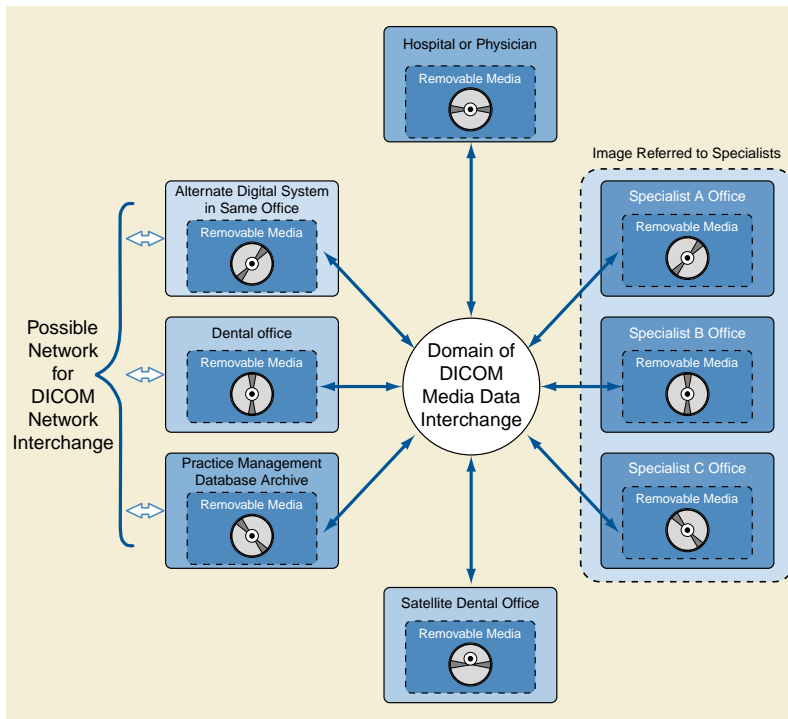 Hospital or Physician
Removable Media
Image Referred to Specialists
Alternate Digital System
in Same Office
Removable Media
Specialist A Office
Removable Media
Possible
Network
for
DICOM
Network
Interchange
Dental office
Removable Media
Domain of
DICOM
Media Data
Interchange
Specialist B Office
Removable Media
Practice Management
Database Archive
Removable Media
Specialist C Office
Removable Media
Satellite Dental Office
Removable Media